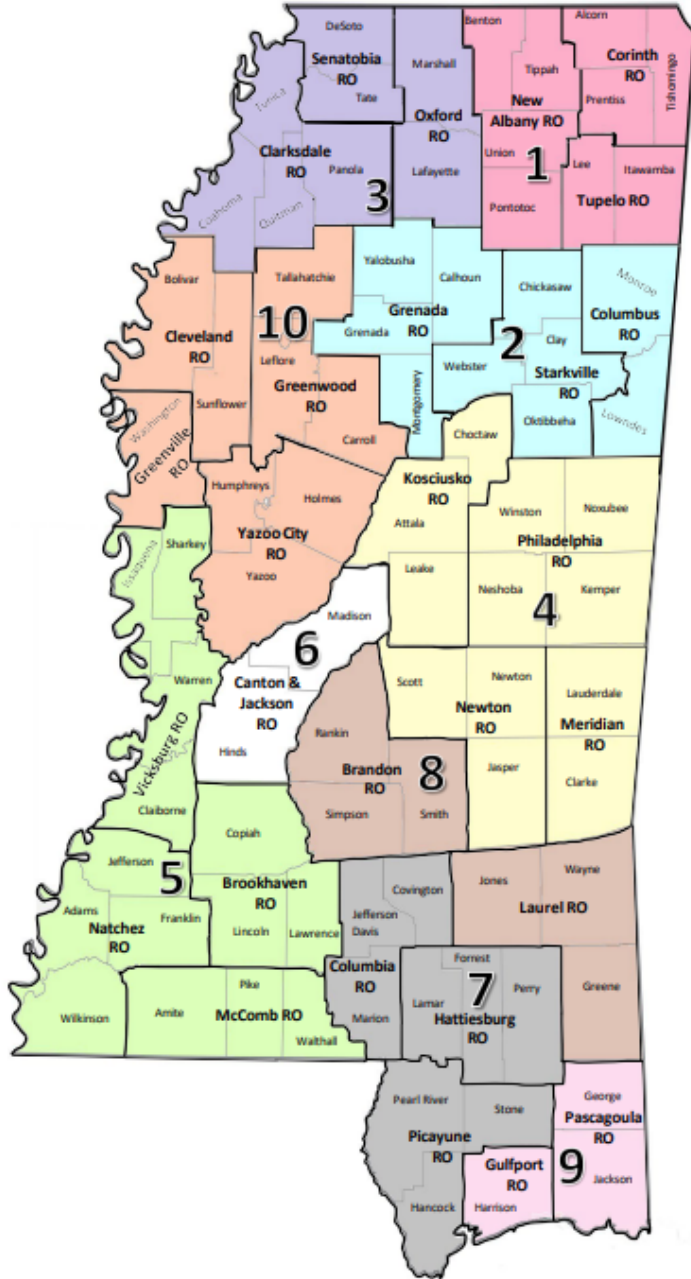 DeSoto
Senatobia
RO
Tate
Marshall
Oxford
RO
Lafayette
Benton
Tippah
New
Albany RO
Union
Pontotoc
1
Alcorn
Corinth
RO
Prentiss
Tishomingo
Lee
Itawamba
Tupelo RO
Tunica
Clarksdale
RO
Panola
Coahoma
Quitman
3
Bolivar
Cleveland
RO
Sunflower
Tallahatchie
10
Leflore
Greenwood
RO
Carroll
Washington
Greenville
RO
Yalobusha
Calhoun
Grenada
RO
Grenada
Montgomery
Chickasaw
2
Clay
Webster
Starkville
RO
Oktibbeha
Monroe
Columbus
RO
Lowndes
Humphreys
Holmes
Yazoo City
RO
Yazoo
Choctaw
Kosciusko
RO
Attala
Leake
Winston
Noxubee
Philadelphia
RO
Neshoba
Kemper
4
Sharkey
Issaquena
Warren
Vicksburg RO
Claiborne
Madison
6
Canton &
Jackson
RO
Hinds
Scott
Newton
Newton
RO
Jasper
Lauderdale
Meridian
RO
Clarke
Rankin
Brandon
RO
8
Simpson
Smith
Jefferson
5
Adams
Natchez
RO
Franklin
Wilkinson
Copiah
Brookhaven
RO
Lincoln
Lawrence
Pike
Amite
McComb RO
Walthall
Covington
Jefferson
Davis
Columbia
RO
Marion
Jones
Wayne
Laurel RO
Greene
Forrest
7
Lamar
Perry
Hattiesburg
RO
Pearl River
Stone
Picayune
RO
Hancock
George
Pascagoula
RO
Gulfport
RO
9
Jackson
Harrison